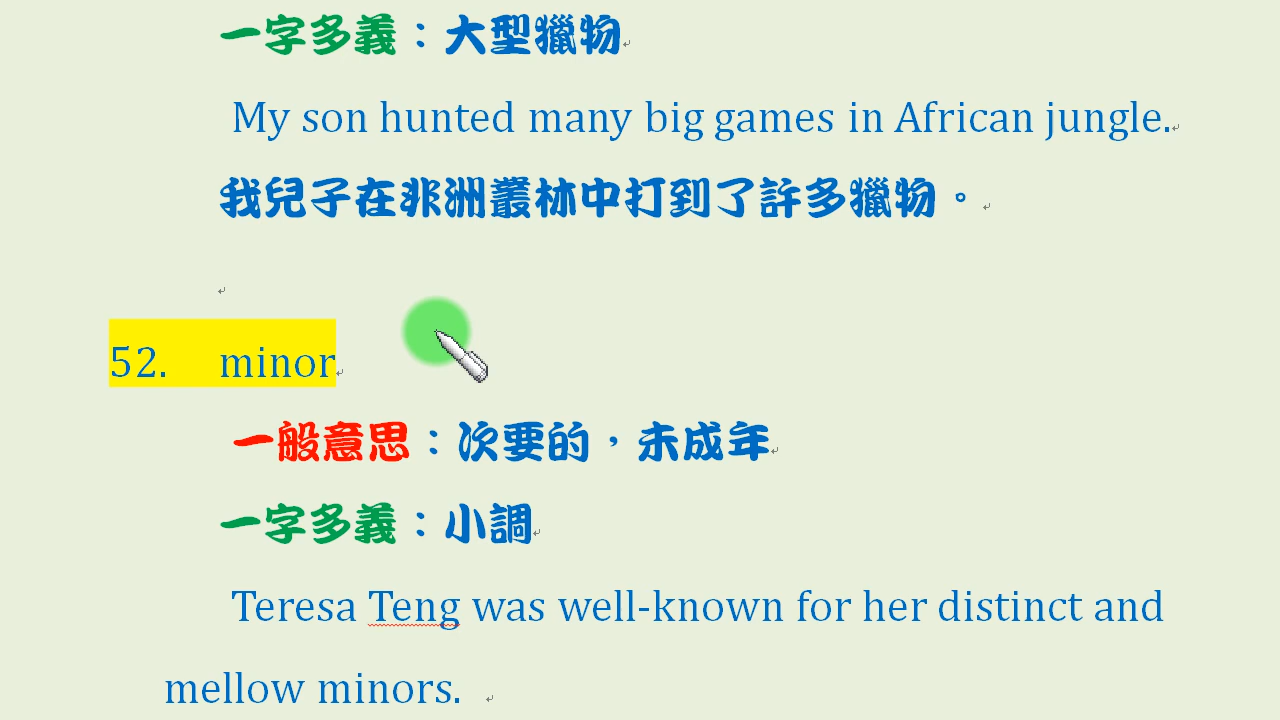 一字多義：大型獵物
My son hunted many big games in African jungle.
我兒子在非洲叢林中打到了許多獵物。
52. minor
一般意思：次要的，未成年
一字多義：小調
Teresa Teng was well-known for her distinct and
mellow minors.